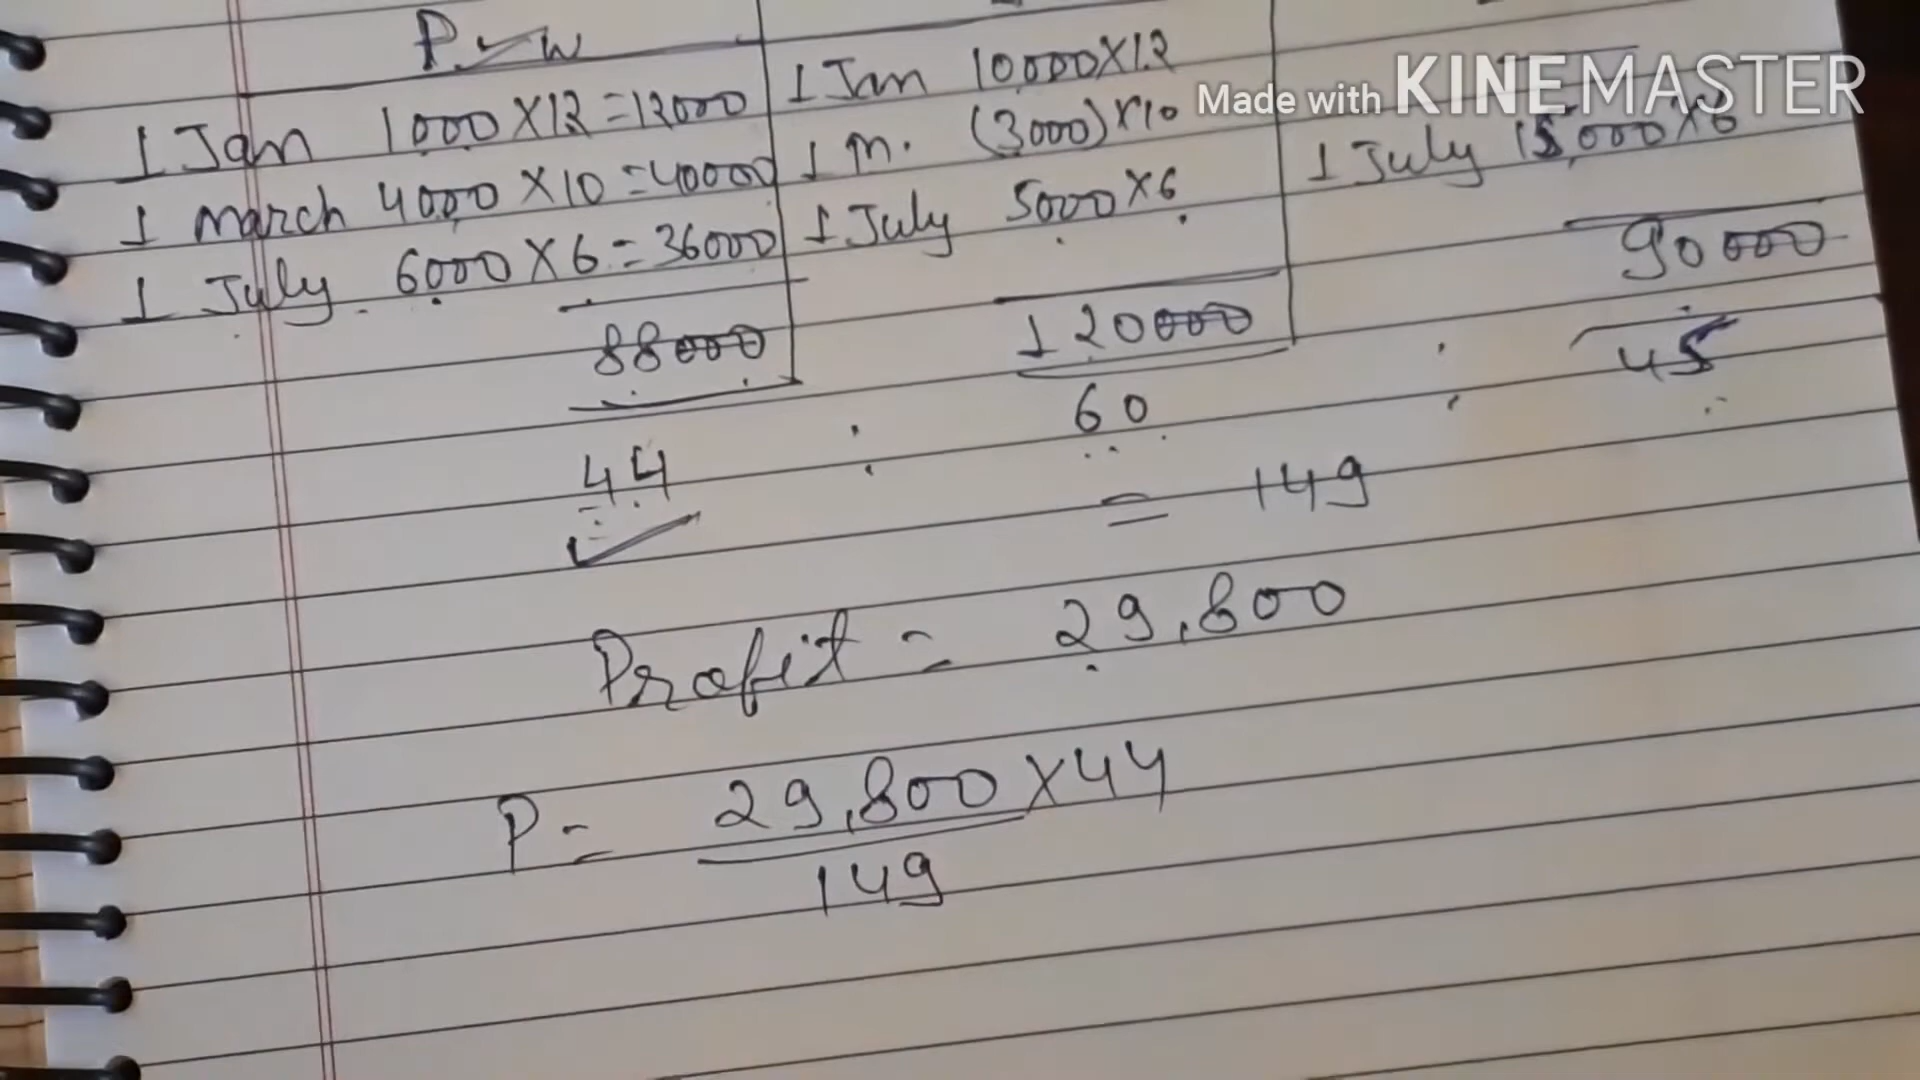 P w
1 Jan 1000×12=12000
1 march 4000×10=40000
1 July 6000×6=36000
88000
44
1 Jan 10,000×12
1 m. (3000)×10
1 July 5000×6
120000
: 60
1 July 15,000×6
90000
: 45
= 149
Profit = 29,800
P = 29,800×44
149
Made with KINEMASTER